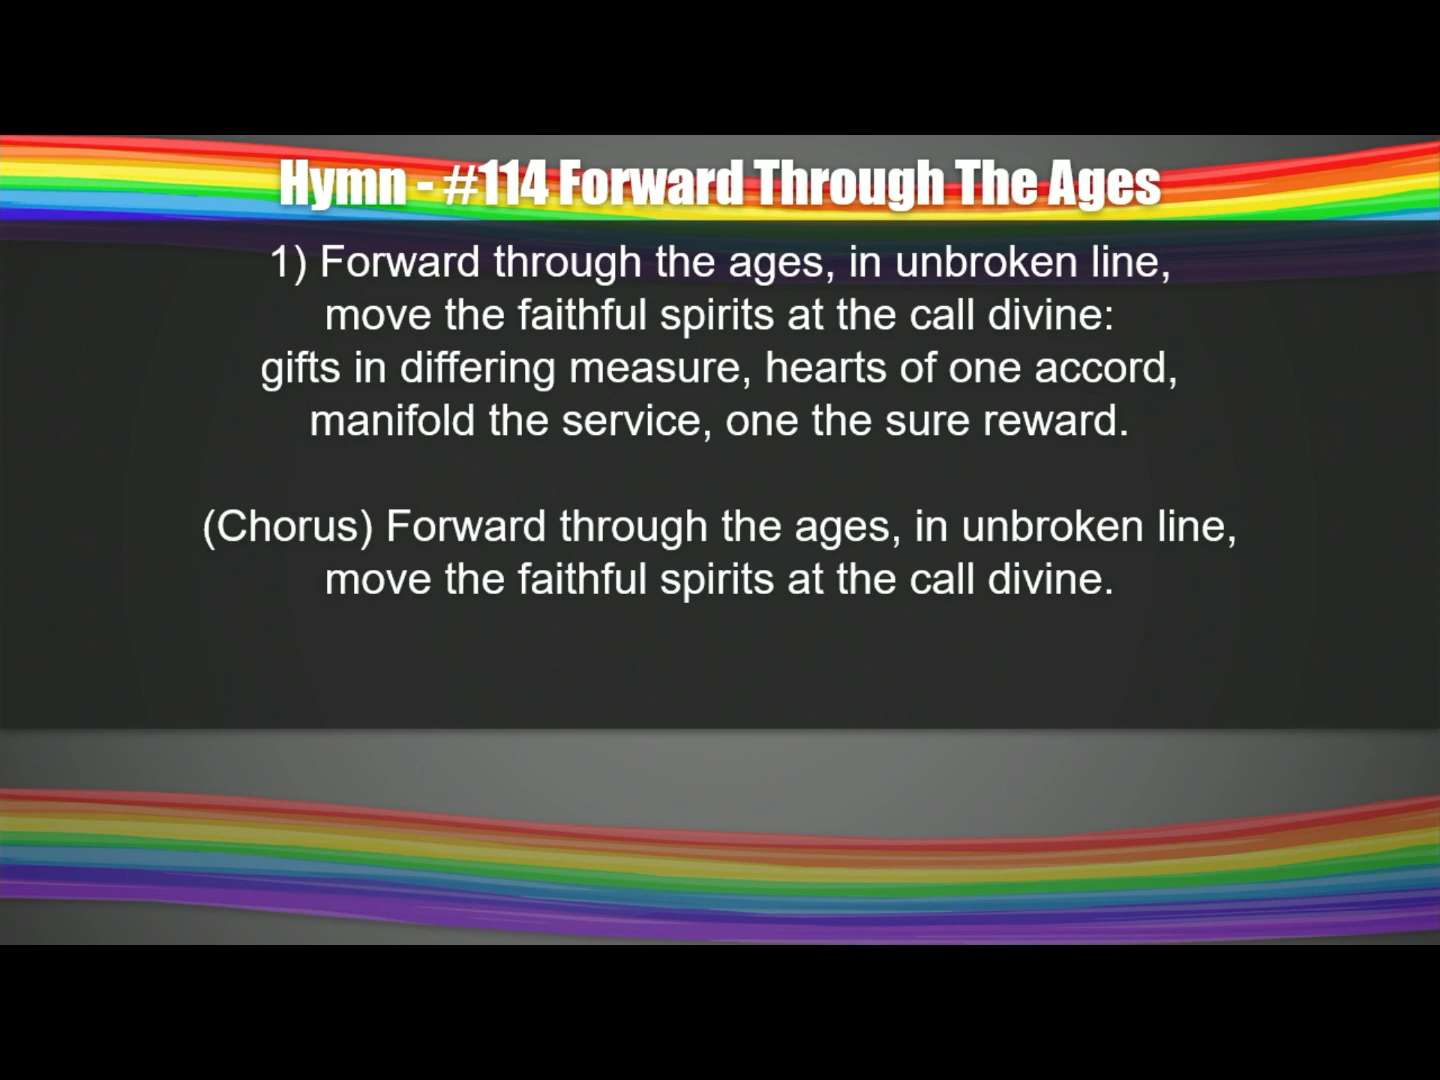 Hymn - #114 Forward Through The Ages
1) Forward through the ages, in unbroken line,
move the faithful spirits at the call divine:
gifts in differing measure, hearts of one accord,
manifold the service, one the sure reward.
(Chorus) Forward through the ages, in unbroken line,
move the faithful spirits at the call divine.